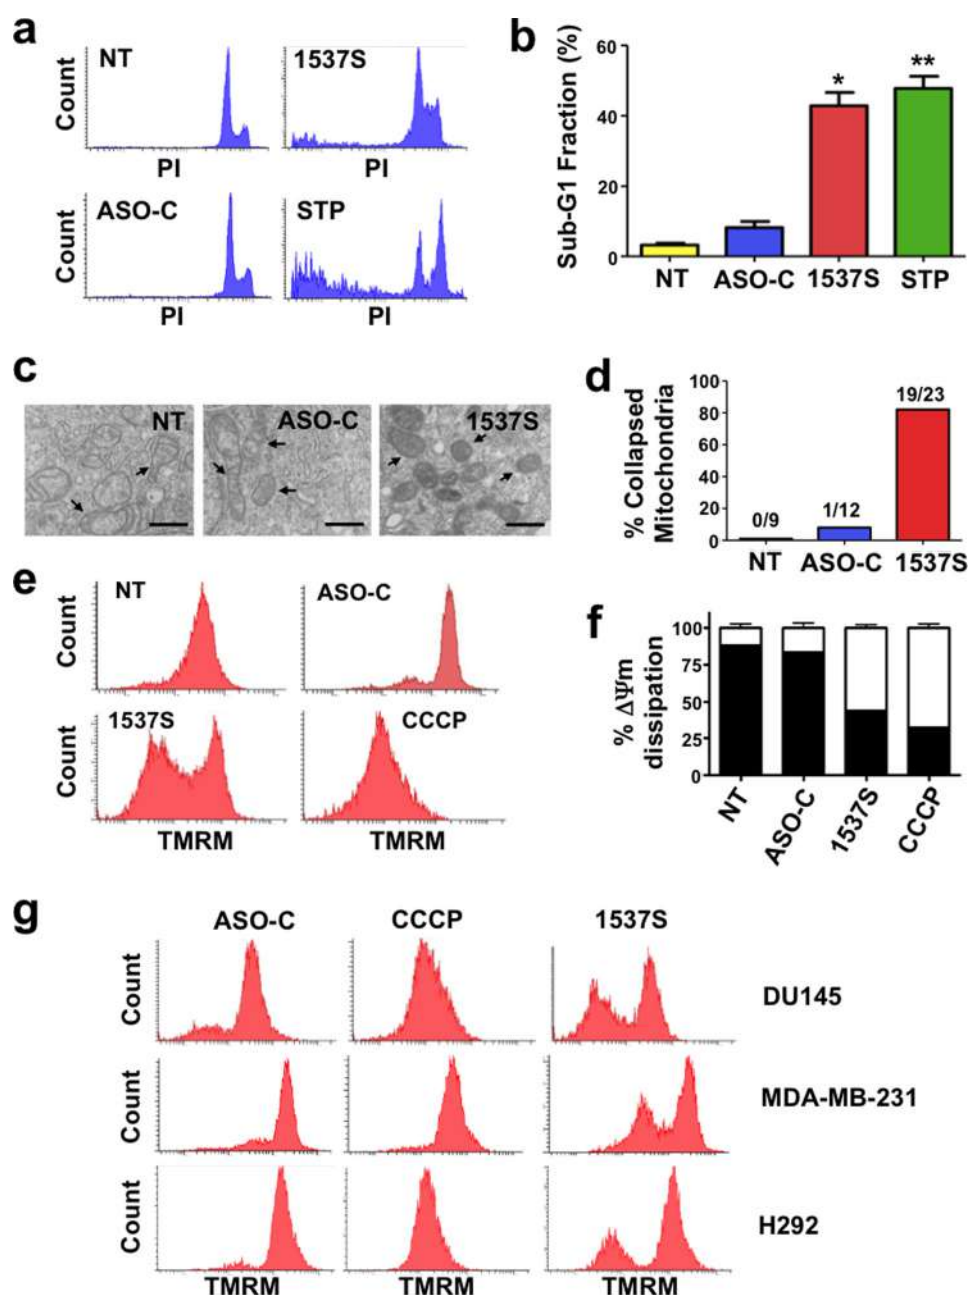 a
NT
1537S
Count
PI
PI
ASO-C
STP
Count
PI
PI
b
Sub-G1 Fraction (%)
60
40
20
0
*
**
NT
ASO-C
1537S
STP
c
NT
ASO-C
1537S
d
% Collapsed
Mitochondria
100
80
60
40
20
0
0/9
1/12
19/23
NT
ASO-C
1537S
e
NT
ASO-C
Count
1537S
CCCP
Count
TMRM
TMRM
f
% ΔΨm
dissipation
100
75
50
25
0
NT
ASO-C
1537S
CCCP
g
ASO-C
CCCP
1537S
Count
DU145
Count
MDA-MB-231
Count
H292
TMRM
TMRM
TMRM